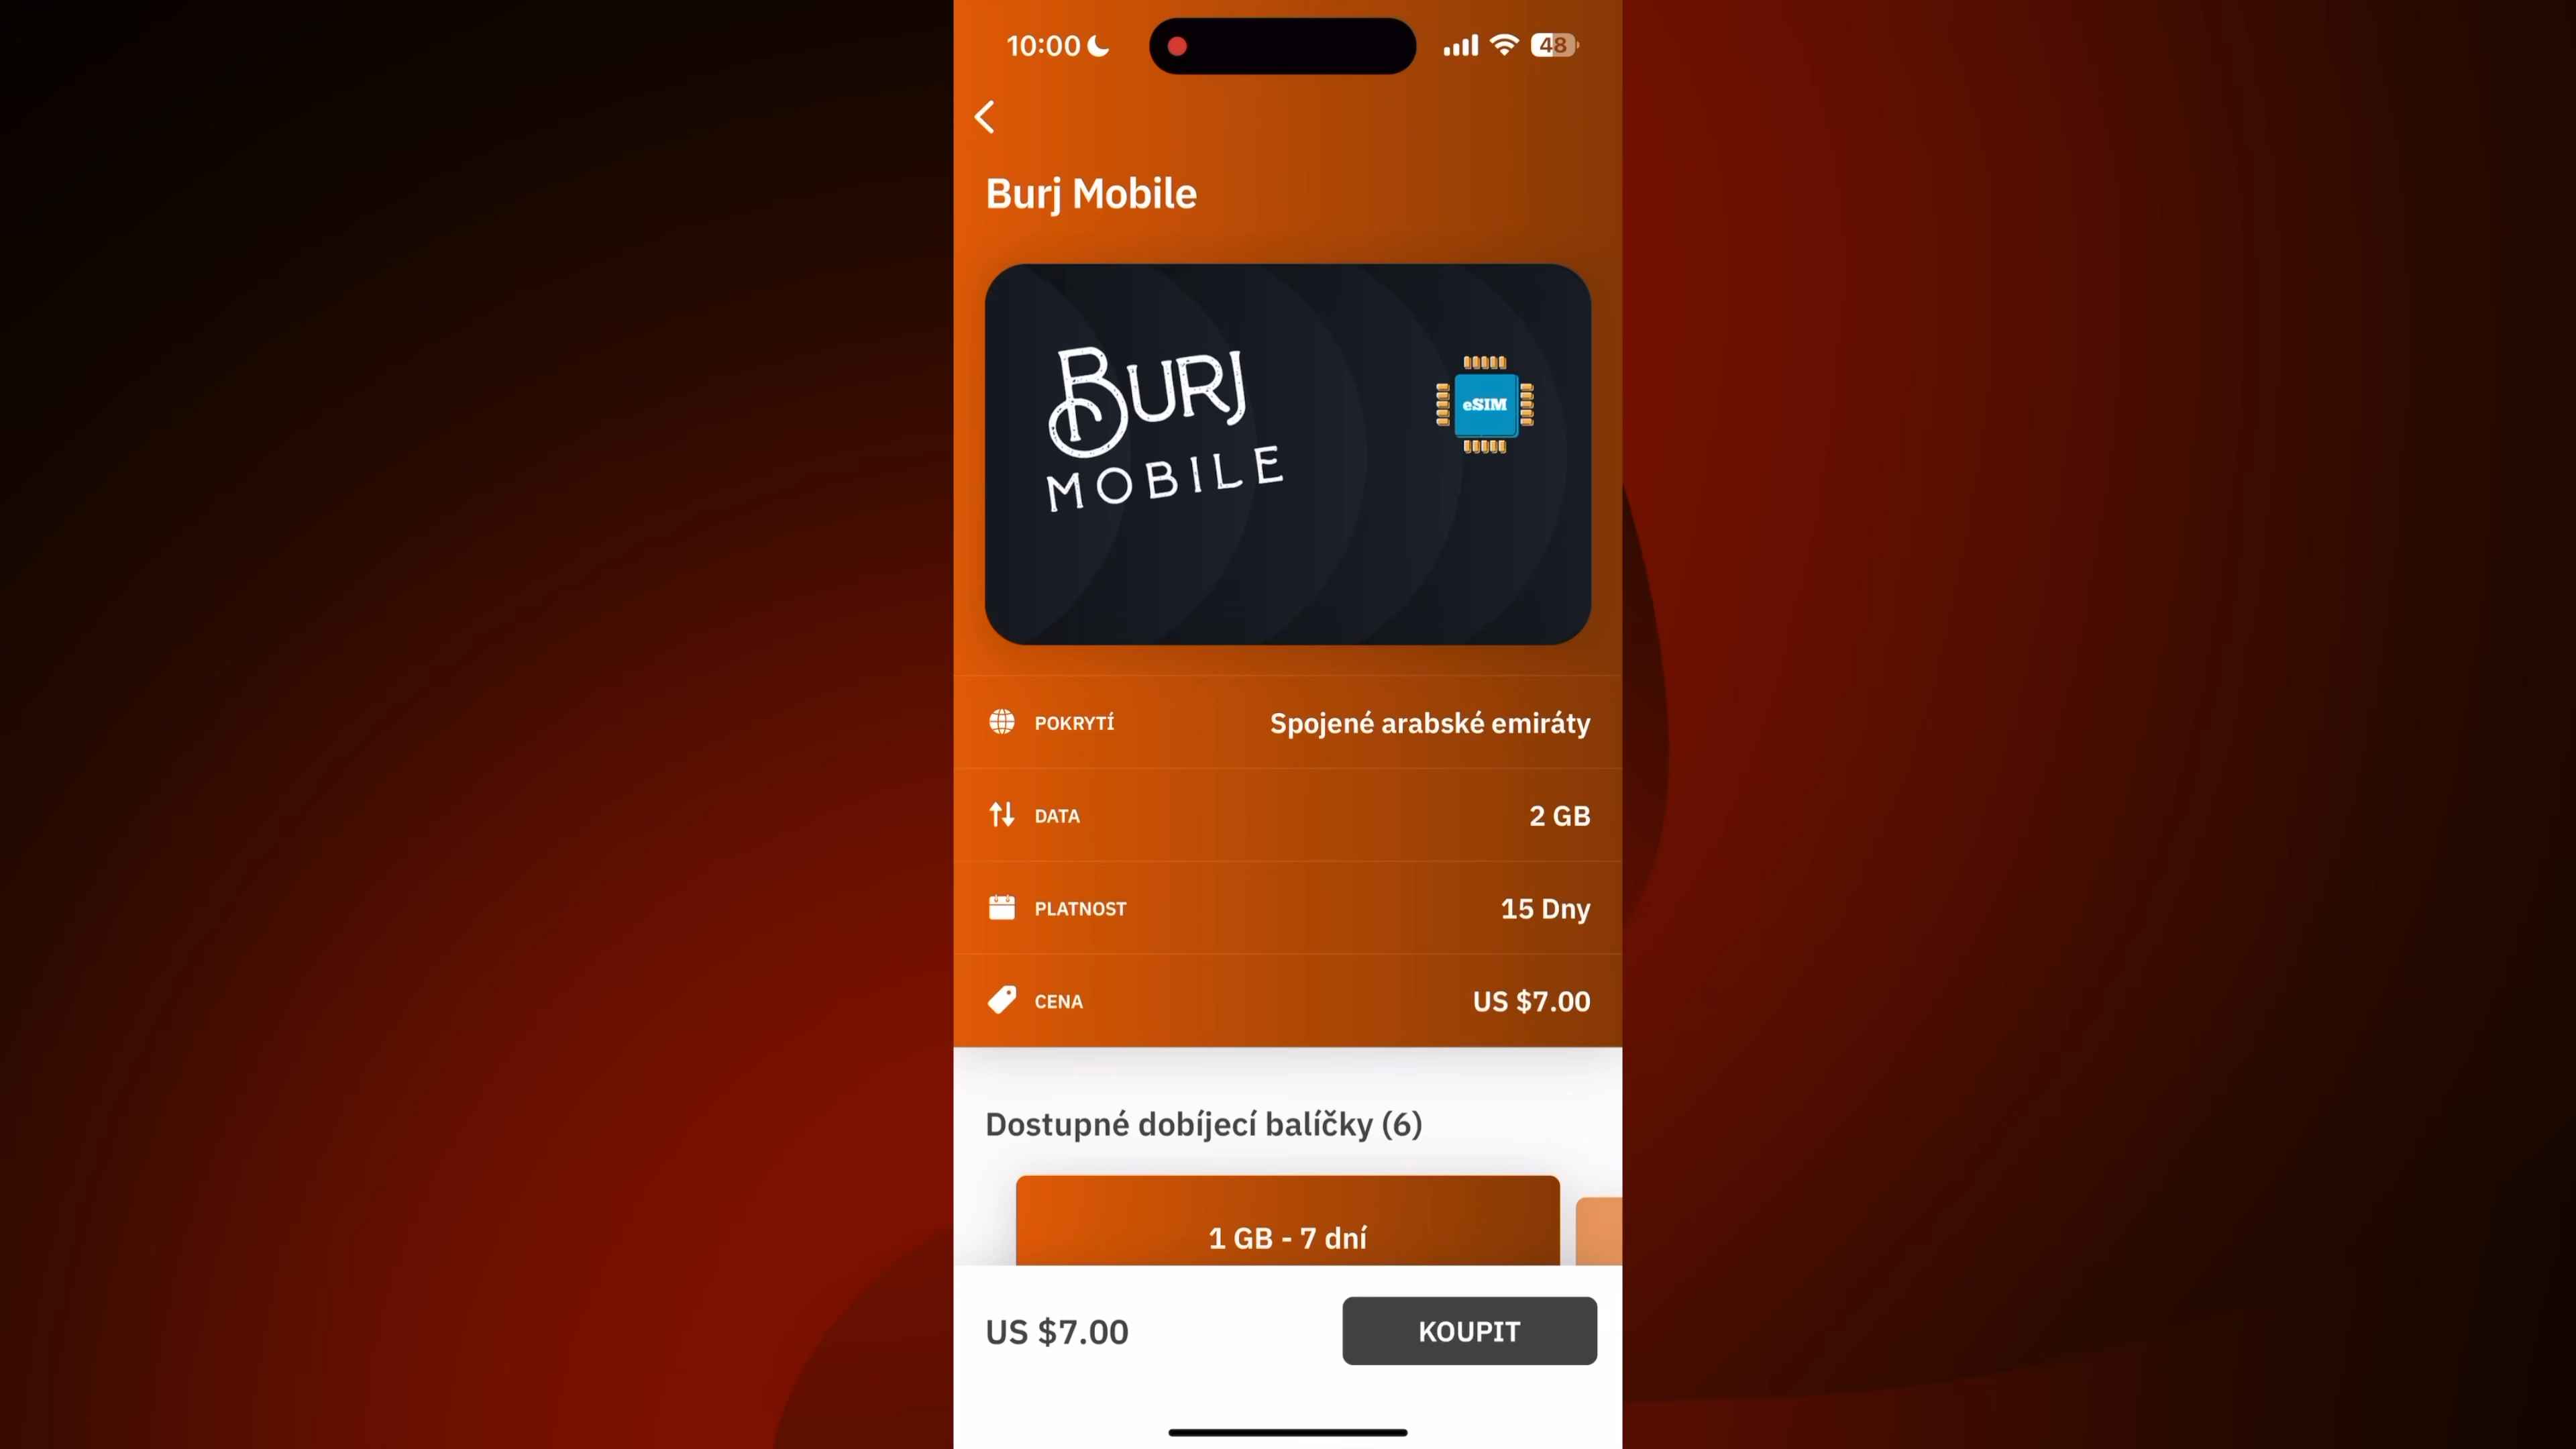 10:00
48
Burj Mobile
BURJ
MOBILE
eSIM
POKRYTÍ Spojené arabské emiráty
DATA 2 GB
PLATNOST 15 Dny
CENA US $7.00
Dostupné dobíjecí balíčky (6)
1 GB - 7 dní
US $7.00 KOUPIT